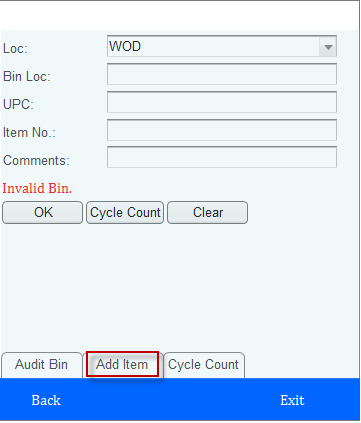 Loc: WOD
Bin Loc:
UPC:
Item No.:
Comments:
Invalid Bin.
OK Cycle Count Clear
Audit Bin Add Item Cycle Count
Back Exit